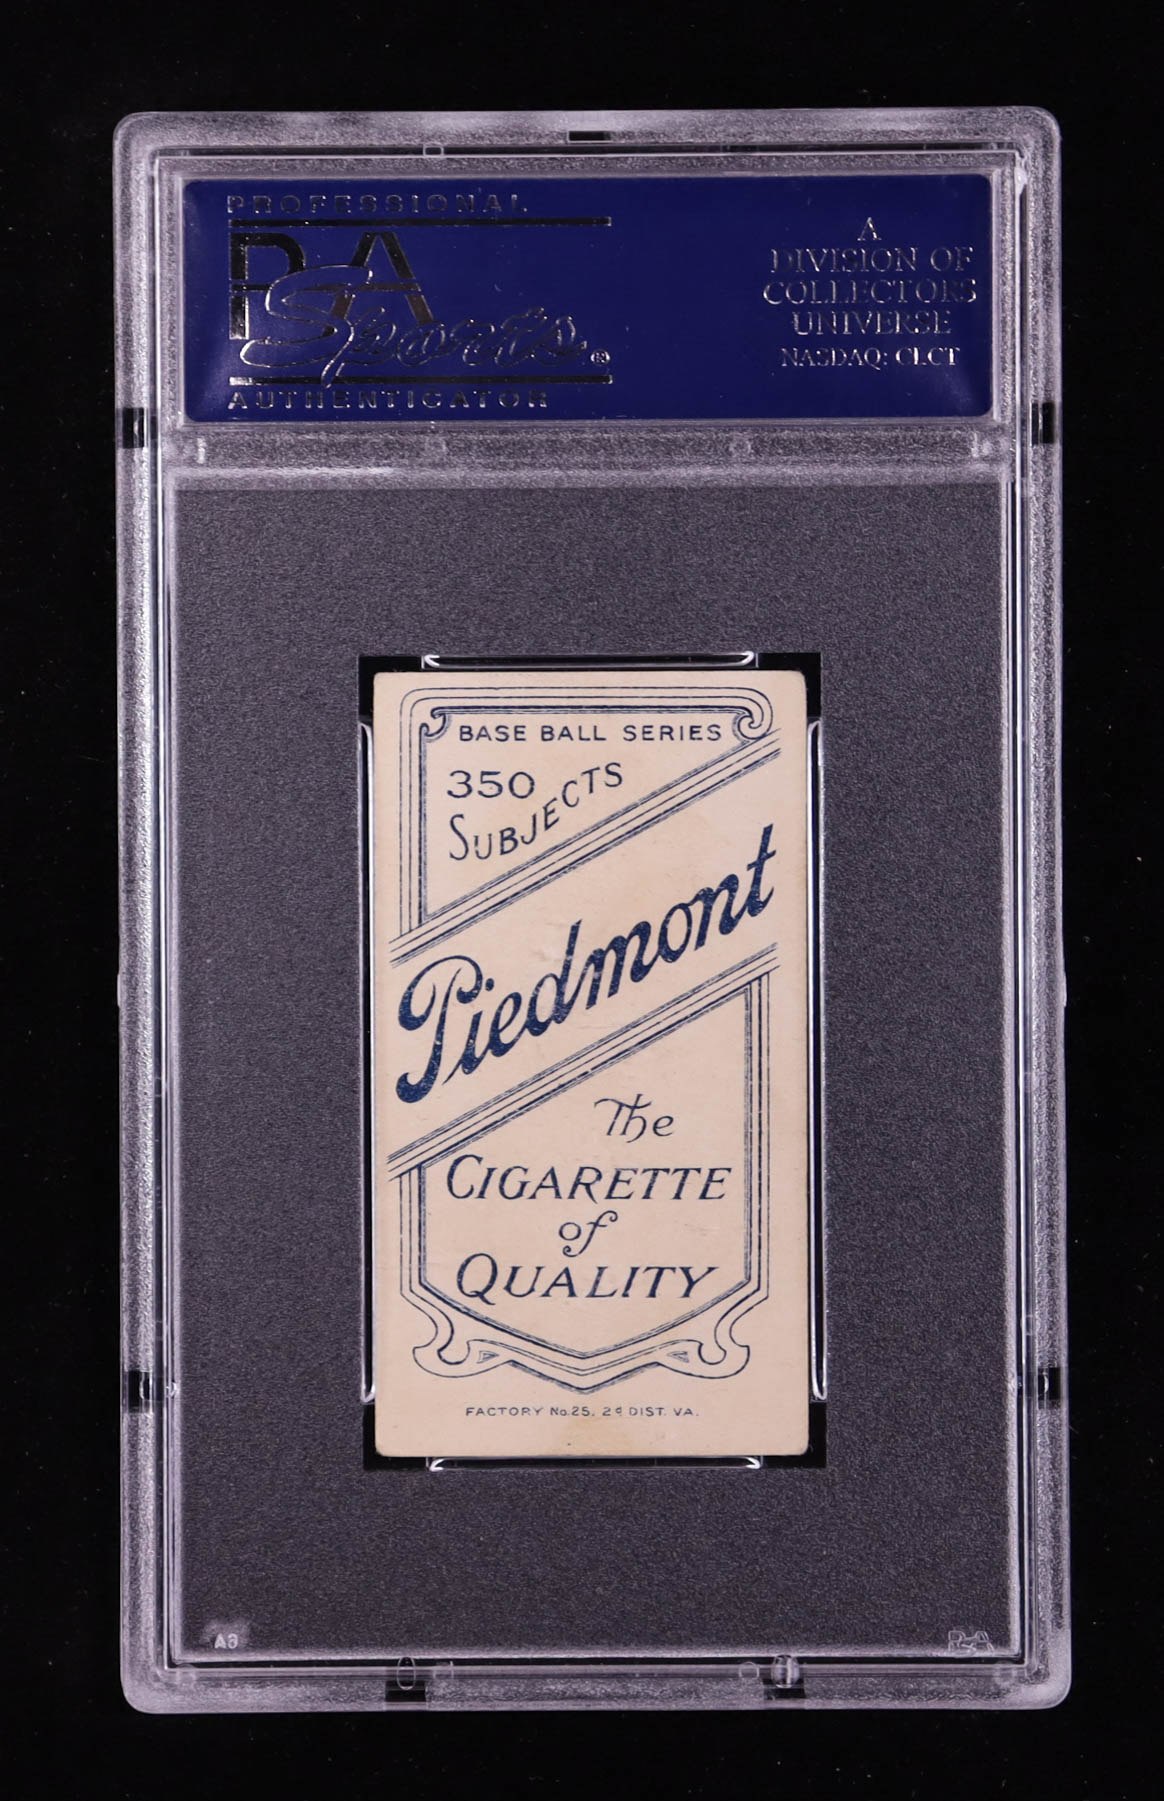 PROFESSIONAL
PSA
Sports®
AUTHENTICATOR
A
DIVISION OF
COLLECTORS
UNIVERSE
NASDAQ: CLCT
BASE BALL SERIES
350
SUBJECTS
Piedmont
The
CIGARETTE
of
QUALITY
FACTORY No. 25. 2d DIST. VA.
PSA